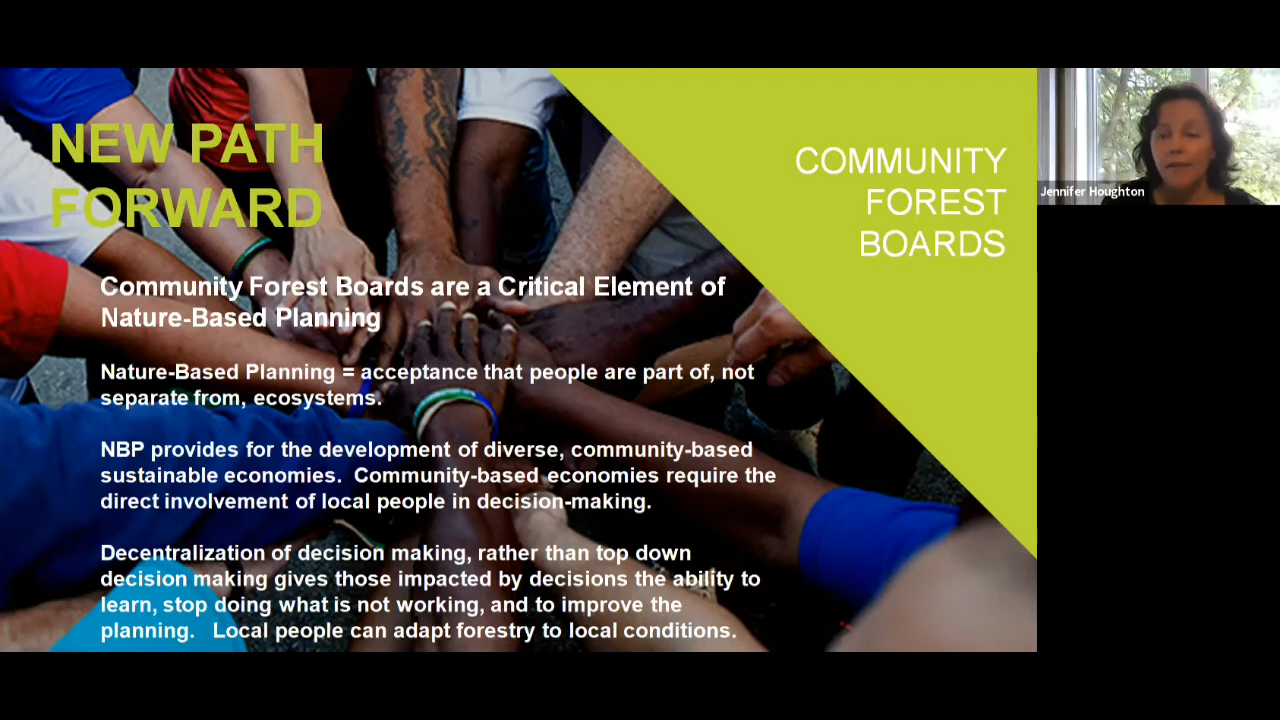 NEW PATH
FORWARD
COMMUNITY
FOREST
BOARDS
Jennifer Houghton
Community Forest Boards are a Critical Element of
Nature-Based Planning
Nature-Based Planning = acceptance that people are part of, not
separate from, ecosystems.
NBP provides for the development of diverse, community-based
sustainable economies.  Community-based economies require the
direct involvement of local people in decision-making.
Decentralization of decision making, rather than top down
decision making gives those impacted by decisions the ability to
learn, stop doing what is not working, and to improve the
planning.   Local people can adapt forestry to local conditions.